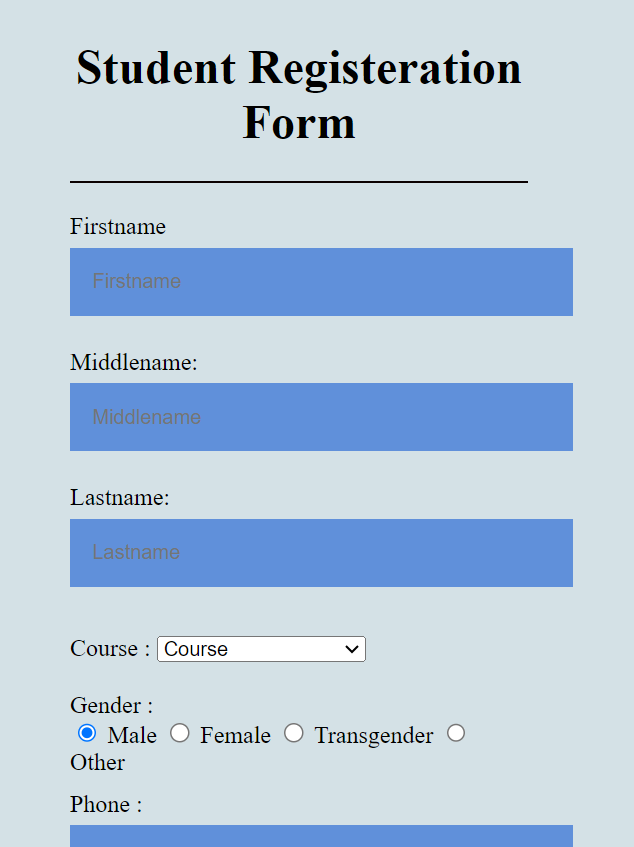 Student Registeration
Form
Firstname
Firstname
Middlename:
Middlename
Lastname:
Lastname
Course : Course
Gender :
Male Female Transgender
Other
Phone :